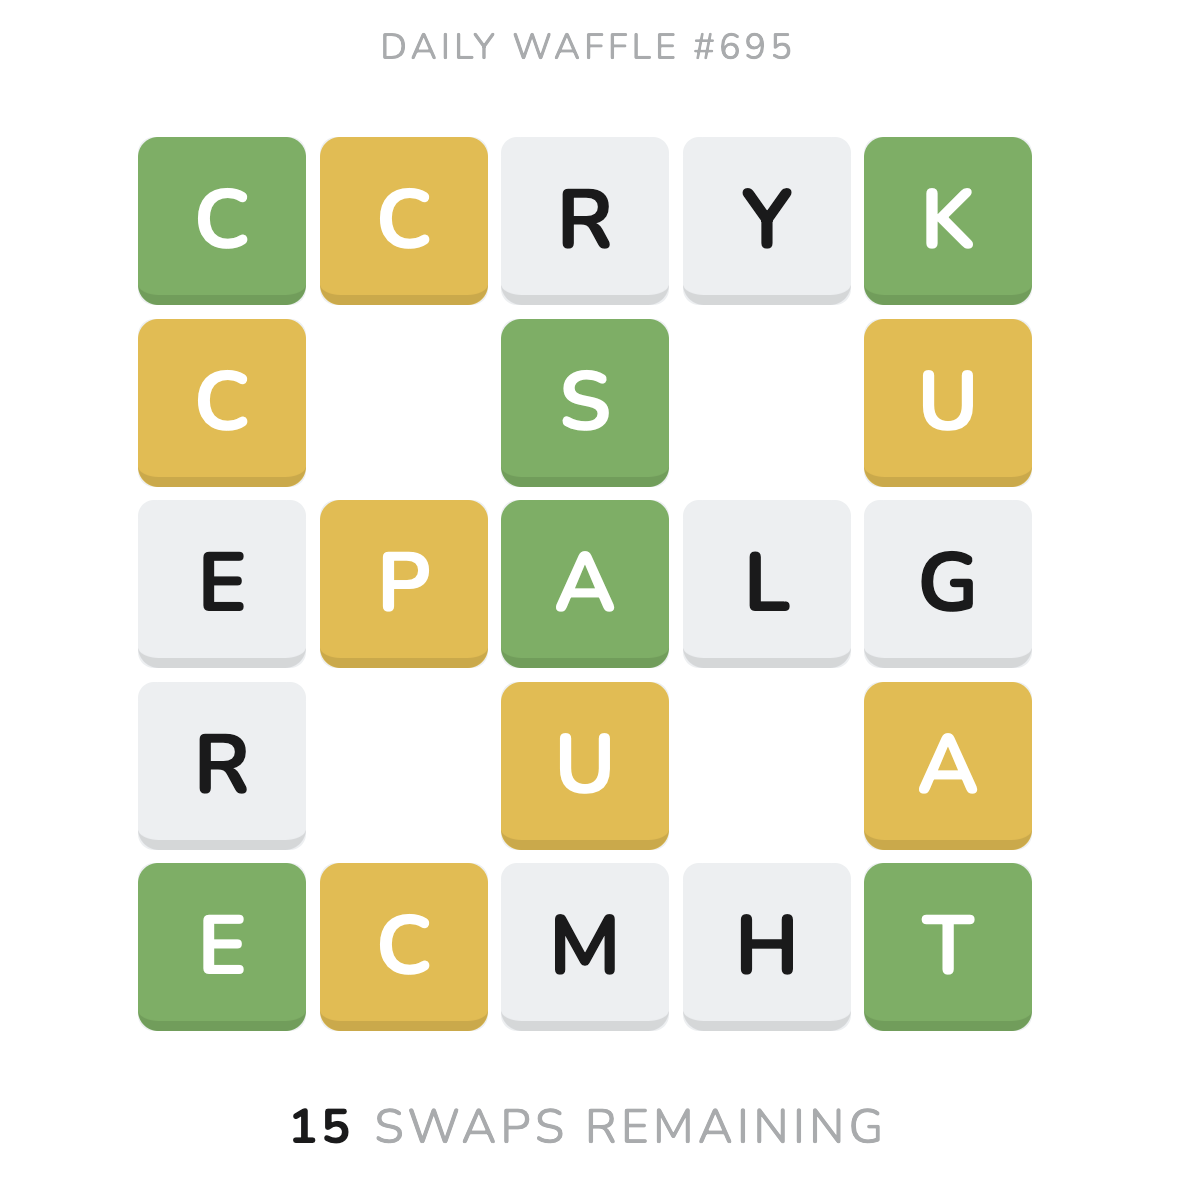 DAILY WAFFLE #695
C C R Y K
C S U
E P A L G
R U A
E C M H T
15 SWAPS REMAINING